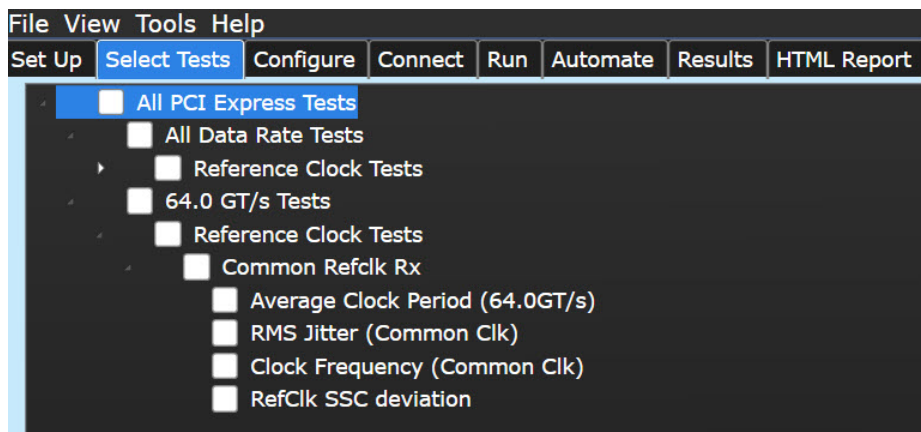 File View Tools Help
Set Up Select Tests Configure Connect Run Automate Results HTML Report
All PCI Express Tests
All Data Rate Tests
Reference Clock Tests
64.0 GT/s Tests
Reference Clock Tests
Common Refclk Rx
Average Clock Period (64.0GT/s)
RMS Jitter (Common Clk)
Clock Frequency (Common Clk)
RefClk SSC deviation